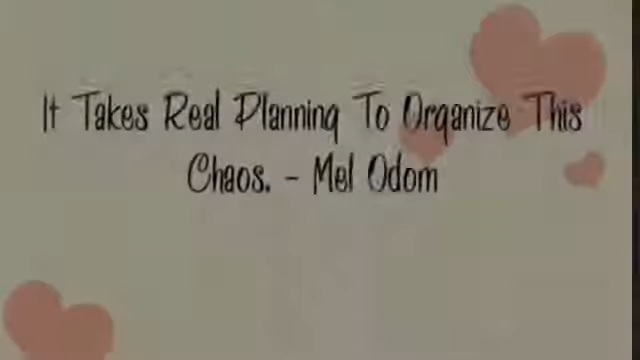 It Takes Real Planning To Organize This
Chaos. - Mel Odom